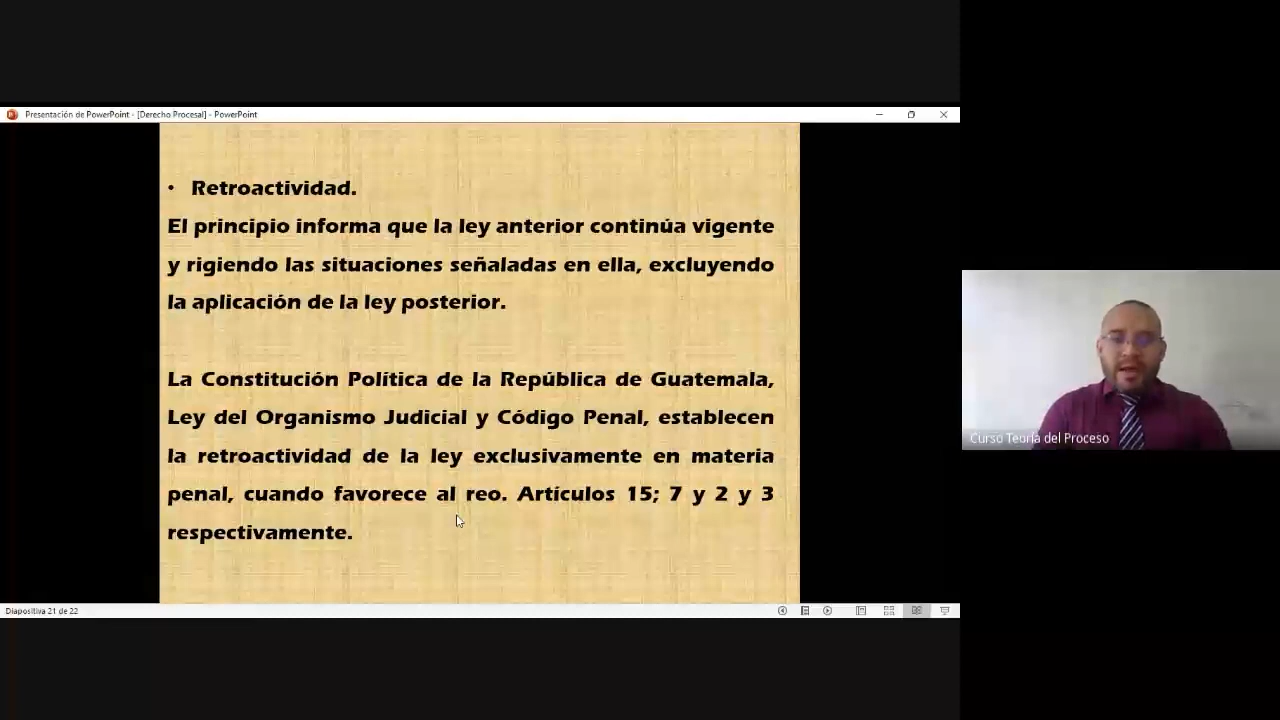 Presentación de PowerPoint - [Derecho Procesal] - PowerPoint
• Retroactividad.
El principio informa que la ley anterior continúa vigente
y rigiendo las situaciones señaladas en ella, excluyendo
la aplicación de la ley posterior.
La Constitución Política de la República de Guatemala,
Ley del Organismo Judicial y Código Penal, establecen
la retroactividad de la ley exclusivamente en materia
penal, cuando favorece al reo. Artículos 15; 7 y 2 y 3
respectivamente.
Curso Teoría del Proceso
Diapositiva 21 de 22